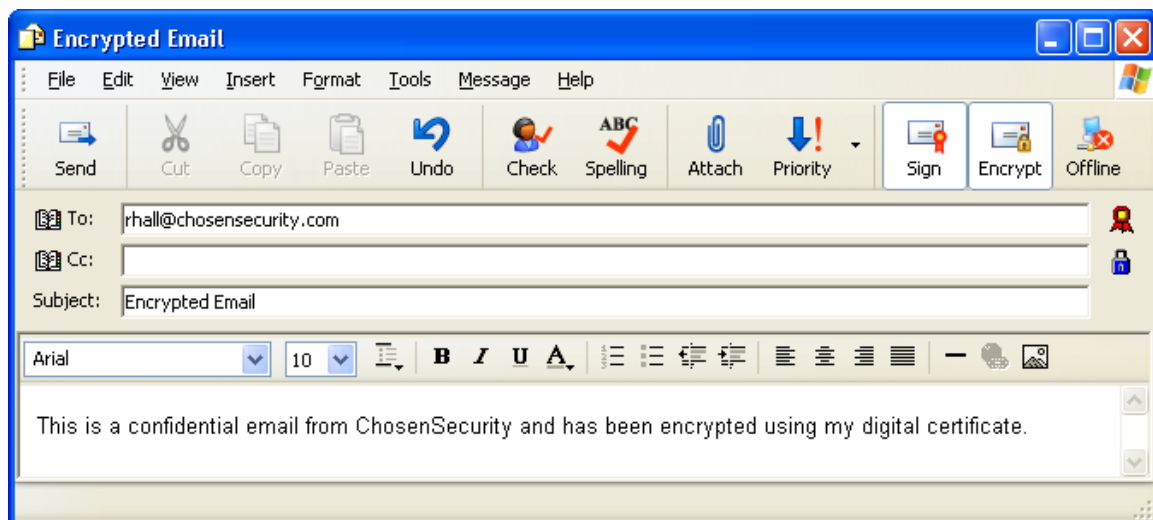 Encrypted Email
File Edit View Insert Format Tools Message Help
ABC
Send Cut Copy Paste Undo Check Spelling Attach Priority Sign Encrypt Offline
To: rhall@chosensecurity.com
Cc:
Subject: Encrypted Email
Arial 10 B I U A
This is a confidential email from ChosenSecurity and has been encrypted using my digital certificate.